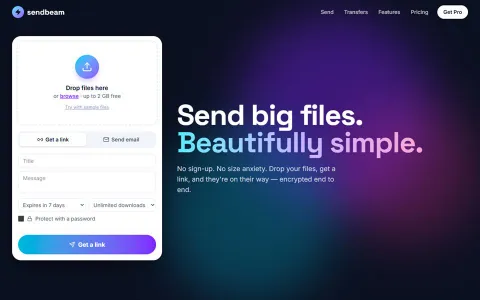 sendbeam
Send Transfers Features Pricing Get Pro
Drop files here
or browse · up to 2 GB free
Try with sample files
Get a link Send email
Title
Message
Expires in 7 days Unlimited downloads
Protect with a password
Get a link
Send big files.
Beautifully simple.
No sign-up. No size anxiety. Drop your files, get a
link, and they're on their way — encrypted end to
end.